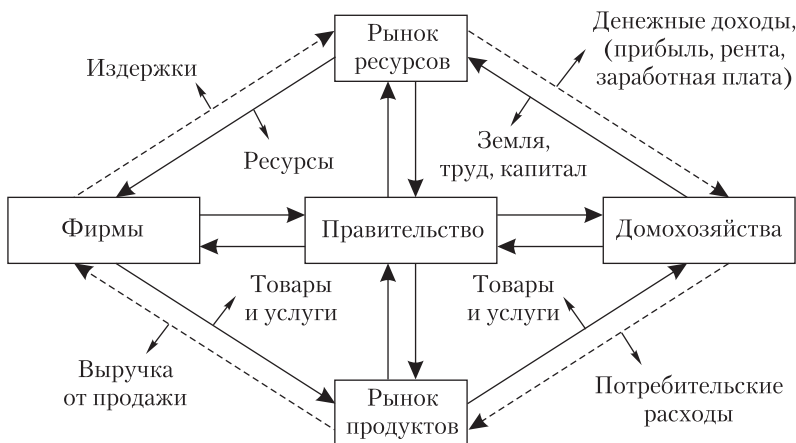 Рынок
ресурсов
Денежные доходы,
(прибыль, рента,
заработная плата)
Издержки
Ресурсы
Земля,
труд, капитал
Фирмы
Правительство
Домохозяйства
Товары
и услуги
Товары
и услуги
Выручка
от продажи
Рынок
продуктов
Потребительские
расходы